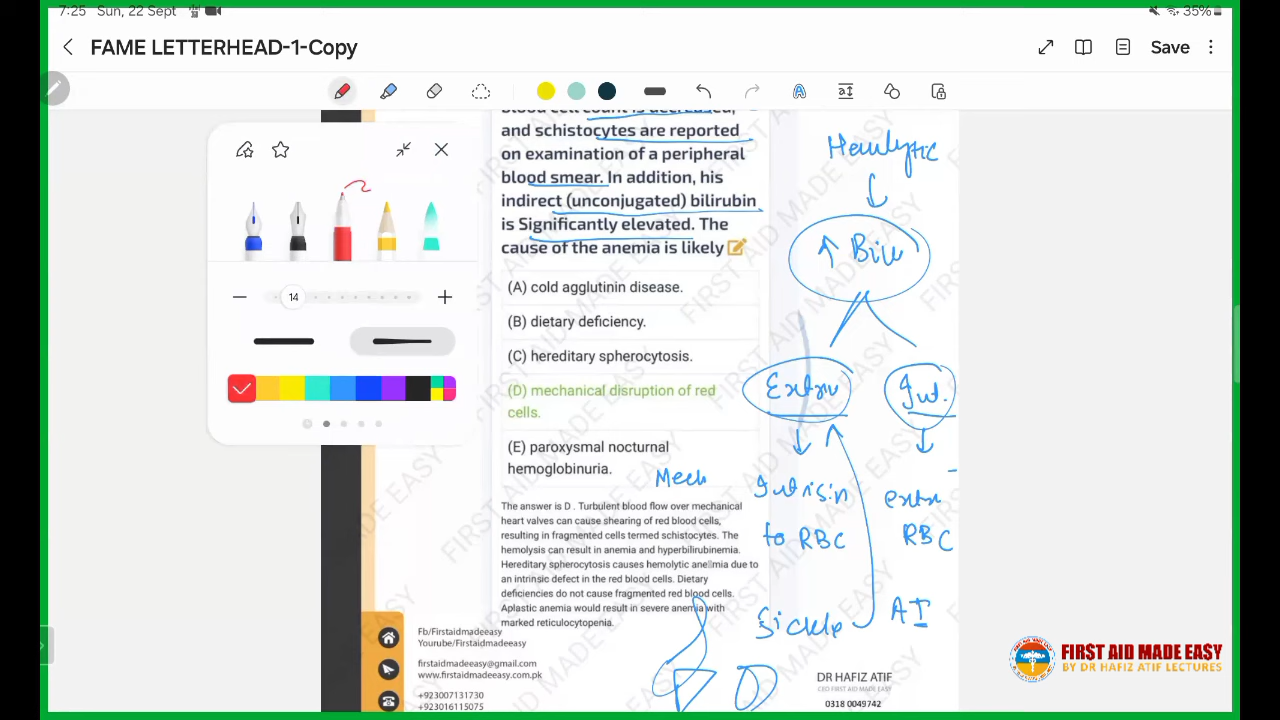 7:25 Sun, 22 Sept
35%
FAME LETTERHEAD-1-Copy
Save
14
blood cell count is decreased,
and schistocytes are reported
on examination of a peripheral
blood smear. In addition, his
indirect (unconjugated) bilirubin
is Significantly elevated. The
cause of the anemia is likely
(A) cold agglutinin disease.
(B) dietary deficiency.
(C) hereditary spherocytosis.
(D) mechanical disruption of red
cells.
(E) paroxysmal nocturnal
hemoglobinuria.
Mech
The answer is D . Turbulent blood flow over mechanical
heart valves can cause shearing of red blood cells,
resulting in fragmented cells termed schistocytes. The
hemolysis can result in anemia and hyperbilirubinemia.
Hereditary spherocytosis causes hemolytic ane mia due to
an intrinsic defect in the red blood cells. Dietary
deficiencies do not cause fragmented red blood cells.
Aplastic anemia would result in severe anemia with
marked reticulocytopenia.
↑
to RBC
RBC
Sickle
AI
Fb/Firstaidmadeeasy
Yourube/Firstaidmadeeasy
firstaidmadeeasy@gmail.com
www.firstaidmadeeasy.com.pk
+923007131730
+923016115075
DR HAFIZ ATIF
CEO FIRST AID MADE EASY
0318 0049742
FIRST AID MADE EASY
BY DR HAFIZ ATIF LECTURES